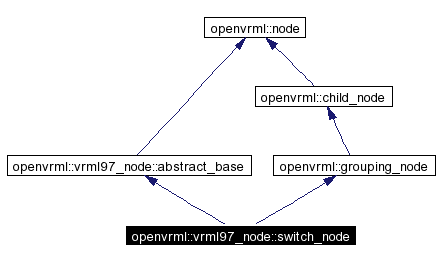 openvrml::node
openvrml::child_node
openvrml::vrml97_node::abstract_base
openvrml::grouping_node
openvrml::vrml97_node::switch_node